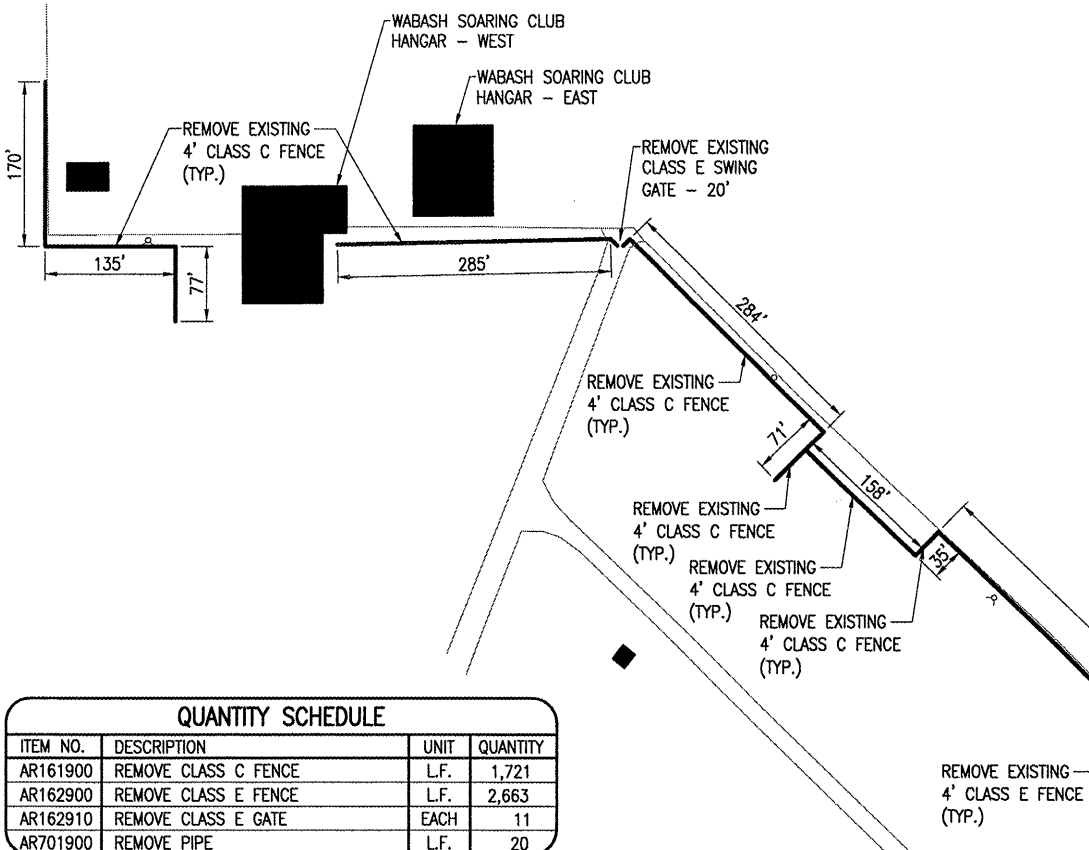 WABASH SOARING CLUB
HANGAR – WEST
WABASH SOARING CLUB
HANGAR – EAST
REMOVE EXISTING
4' CLASS C FENCE
(TYP.)
REMOVE EXISTING
CLASS E SWING
GATE – 20'
170'
135'
77'
285'
284'
REMOVE EXISTING
4' CLASS C FENCE
(TYP.)
71'
158'
REMOVE EXISTING
4' CLASS C FENCE
(TYP.)
35'
REMOVE EXISTING
4' CLASS C FENCE
(TYP.)
REMOVE EXISTING
4' CLASS C FENCE
(TYP.)
REMOVE EXISTING
4' CLASS E FENCE
(TYP.)
QUANTITY SCHEDULE
ITEM NO. DESCRIPTION UNIT QUANTITY
AR161900 REMOVE CLASS C FENCE L.F. 1,721
AR162900 REMOVE CLASS E FENCE L.F. 2,663
AR162910 REMOVE CLASS E GATE EACH 11
AR701900 REMOVE PIPE L.F. 20